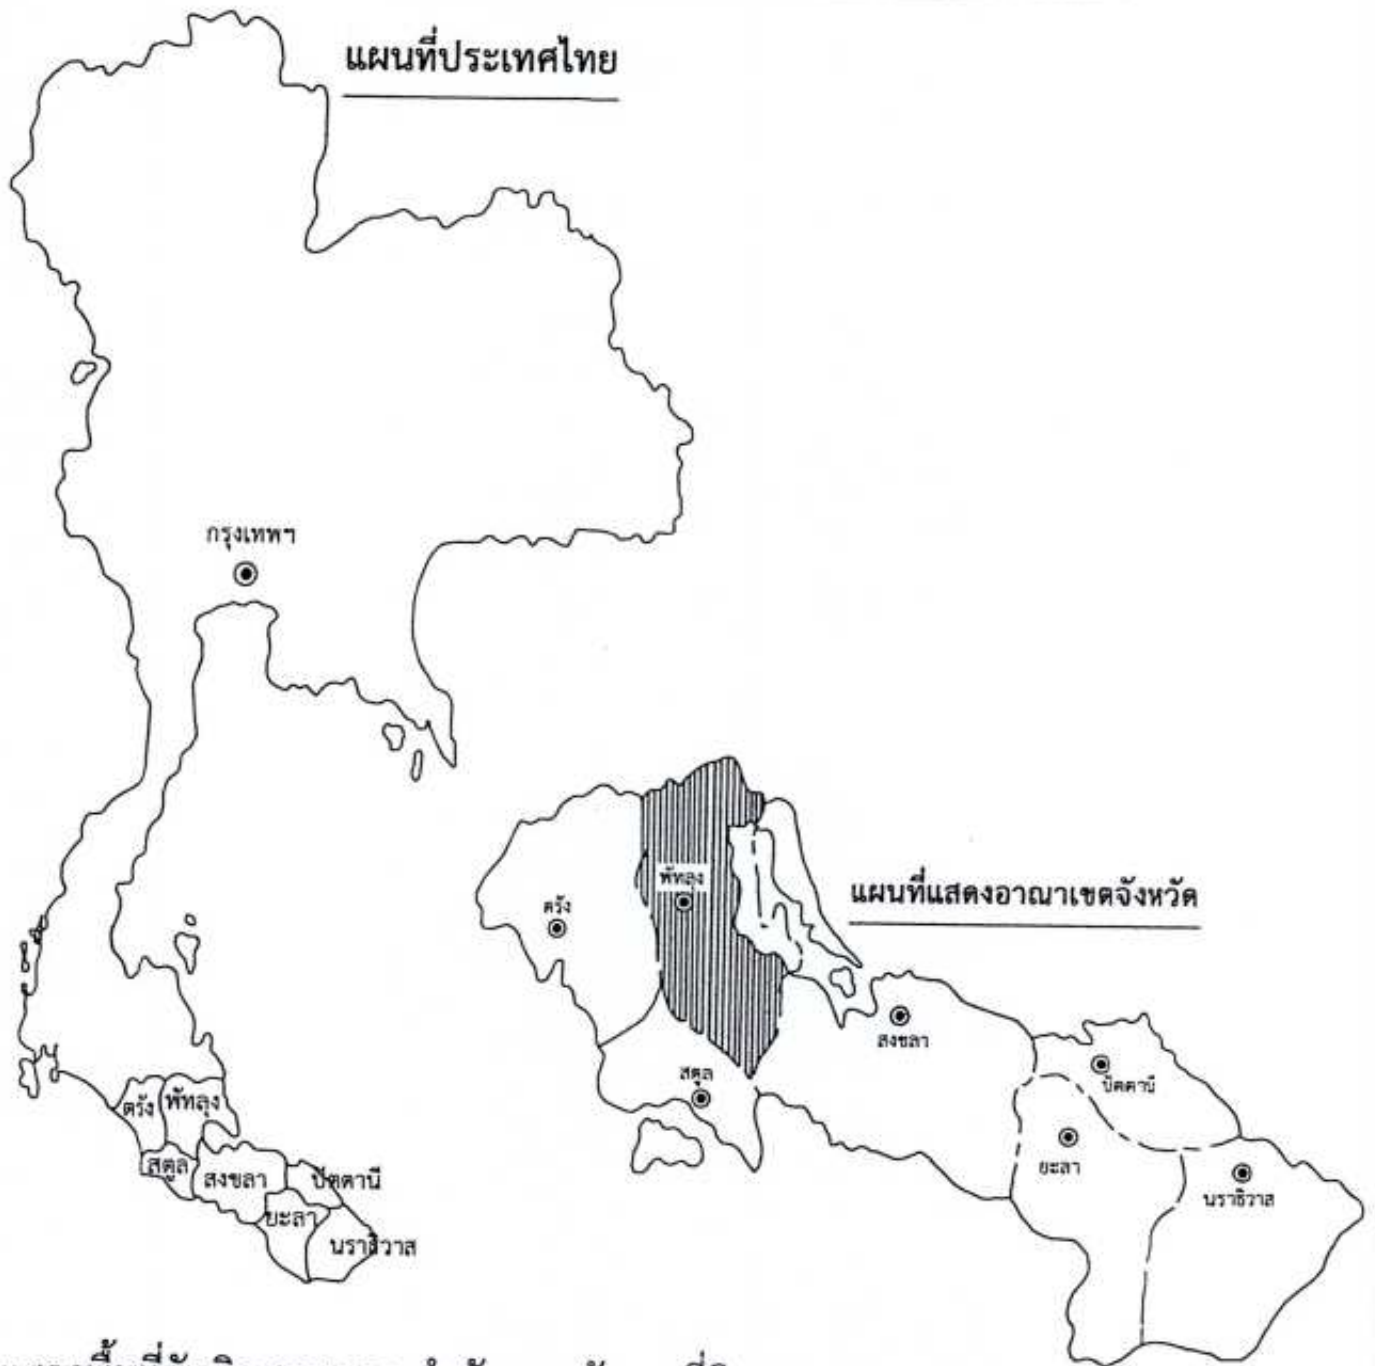 แผนที่ประเทศไทย
กรุงเทพฯ
พัทลุง
ตรัง
แผนที่แสดงอาณาเขตจังหวัด
สงขลา
ปัตตานี
สตูล
ยะลา
นราธิวาส
ตรัง
พัทลุง
สตูล
สงขลา
ปัตตานี
ยะลา
นราธิวาส